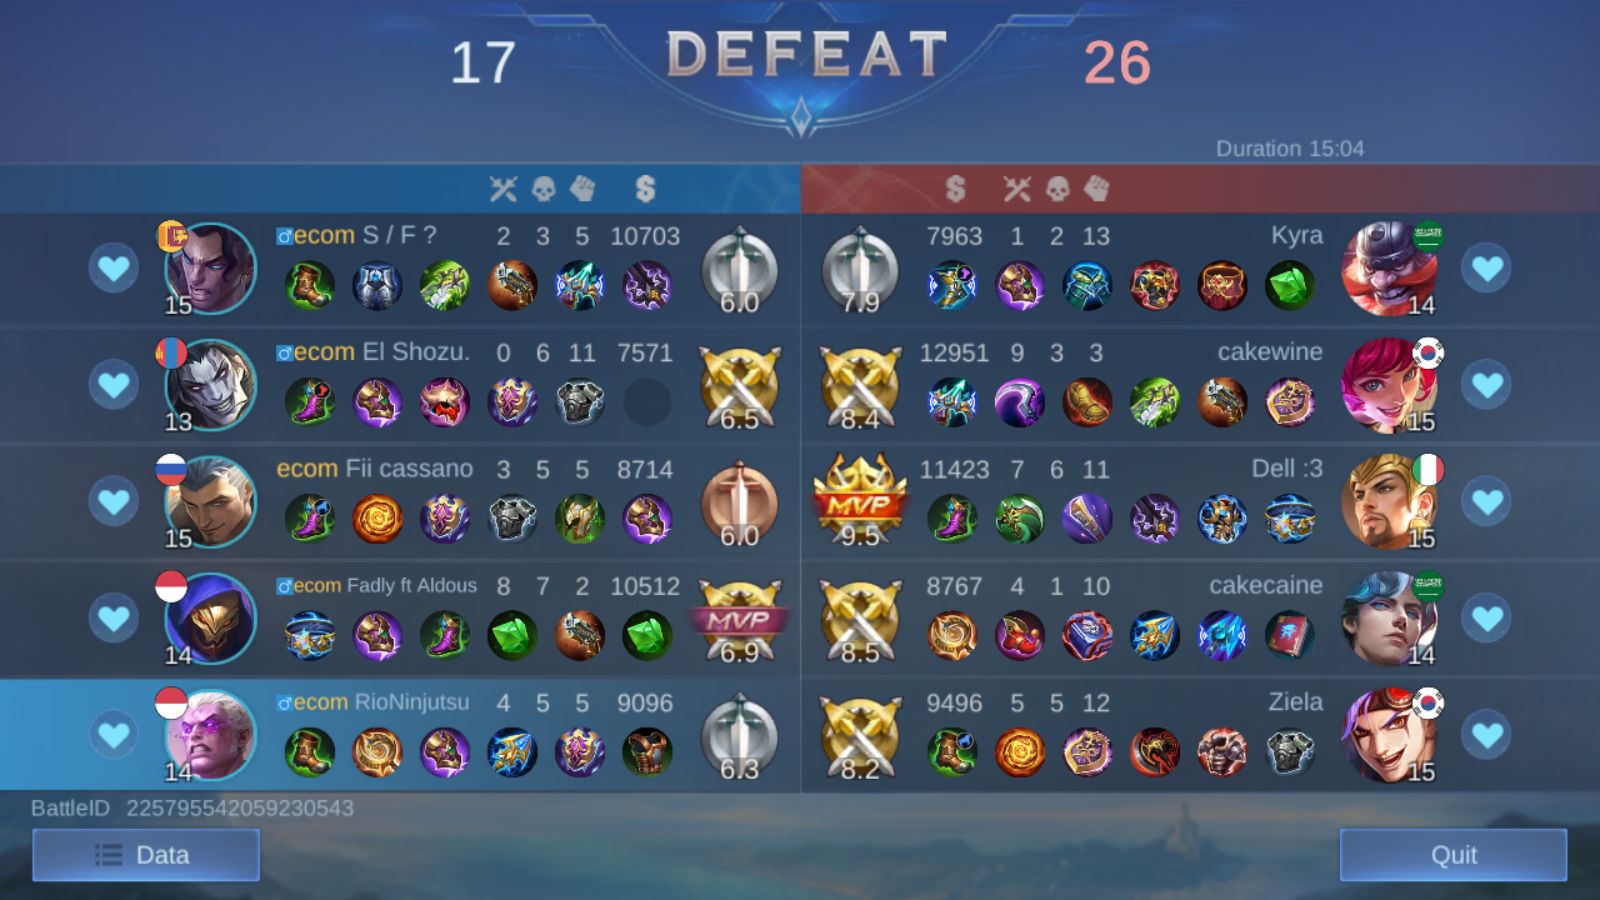 17 DEFEAT 26
Duration 15:04
♂ecom S / F ? 2 3 5 10703
15 6.0
7.9 7963 1 2 13 Kyra
14
♂ecom El Shozu. 0 6 11 7571
13 6.5
8.4 12951 9 3 3 cakewine
15
ecom Fii cassano 3 5 5 8714
15 6.0
MVP 9.5 11423 7 6 11 Dell :3
15
♂ecom Fadly ft Aldous 8 7 2 10512
14 MVP 6.9
8.5 8767 4 1 10 cakecaine
14
♂ecom RioNinjutsu 4 5 5 9096
14 6.3
8.2 9496 5 5 12 Ziela
15
BattleID 225795542059230543
Data
Quit